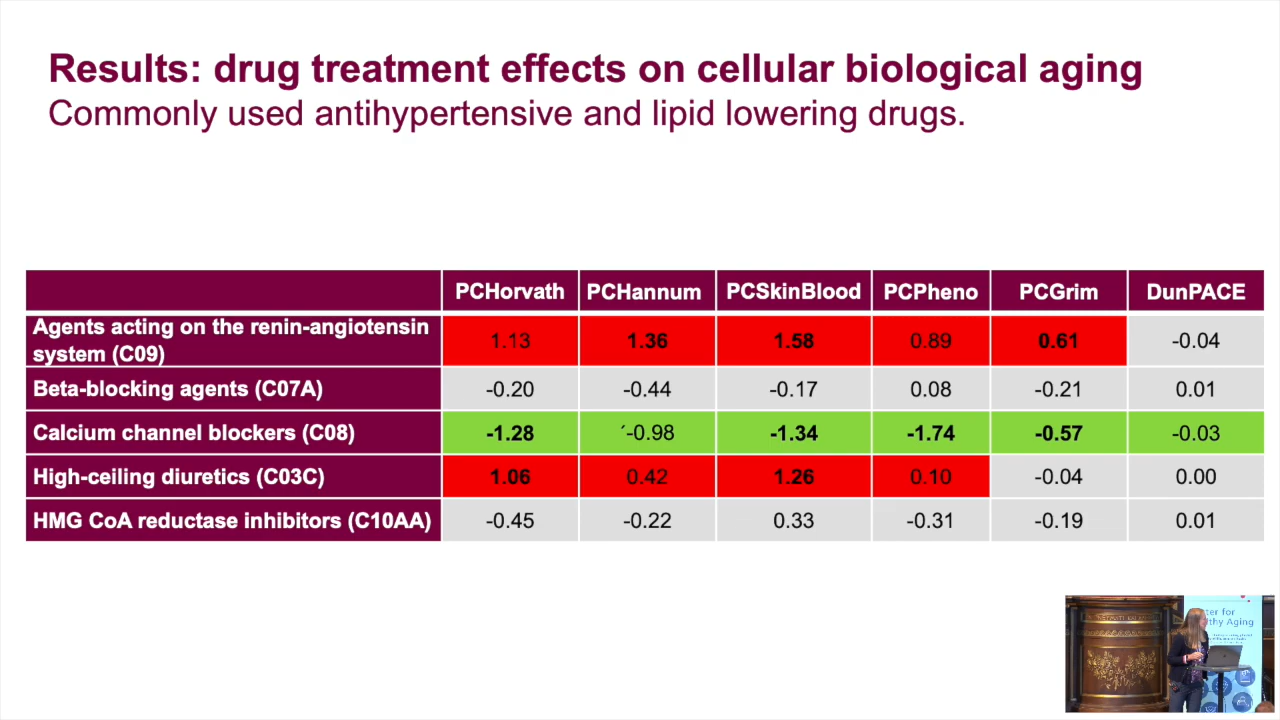 Results: drug treatment effects on cellular biological aging
Commonly used antihypertensive and lipid lowering drugs.
PCHorvath PCHannum PCSkinBlood PCPheno PCGrim DunPACE
Agents acting on the renin-angiotensin
system (C09) 1.13 1.36 1.58 0.89 0.61 -0.04
Beta-blocking agents (C07A) -0.20 -0.44 -0.17 0.08 -0.21 0.01
Calcium channel blockers (C08) -1.28 ´-0.98 -1.34 -1.74 -0.57 -0.03
High-ceiling diuretics (C03C) 1.06 0.42 1.26 0.10 -0.04 0.00
HMG CoA reductase inhibitors (C10AA) -0.45 -0.22 0.33 -0.31 -0.19 0.01
ter for
lthy Aging